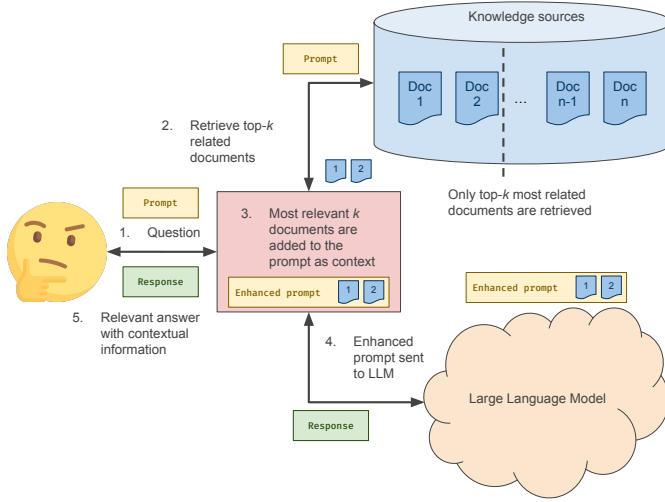 Knowledge sources
Prompt
Doc
1
Doc
2
...
Doc
n-1
Doc
n
2. Retrieve top-k
related
documents
1 2
Only top-k most related
documents are retrieved
Prompt
1. Question
Response
5. Relevant answer
with contextual
information
3. Most relevant k
documents are
added to the
prompt as context
Enhanced prompt 1 2
Enhanced prompt 1 2
4. Enhanced
prompt sent
to LLM
Response
Large Language Model